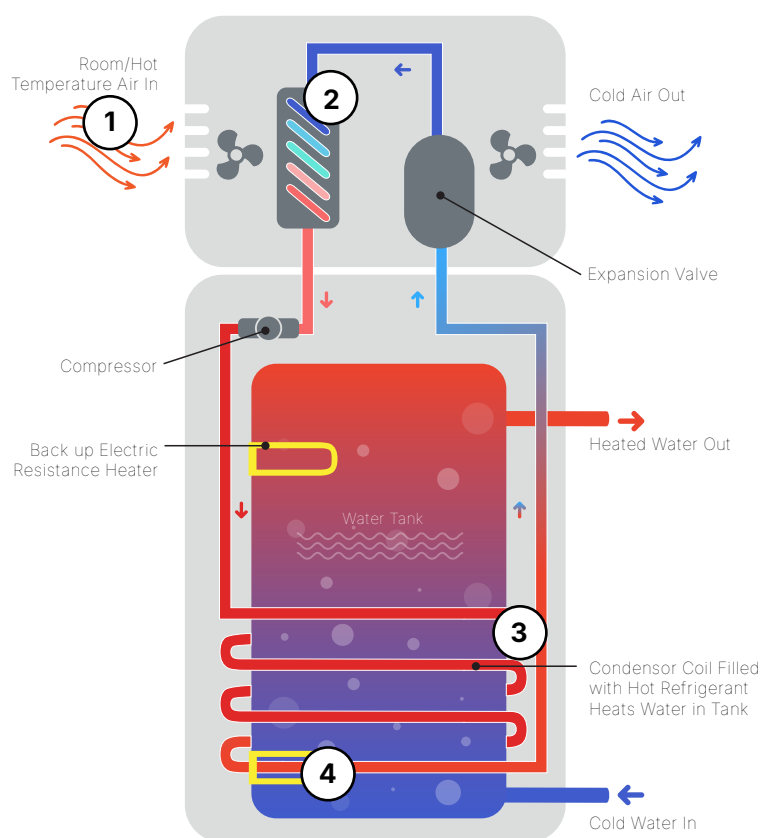 Room/Hot
Temperature Air In
1
2
Cold Air Out
Expansion Valve
Compressor
Back up Electric
Resistance Heater
Heated Water Out
Water Tank
3
Condensor Coil Filled
with Hot Refrigerant
Heats Water in Tank
4
Cold Water In